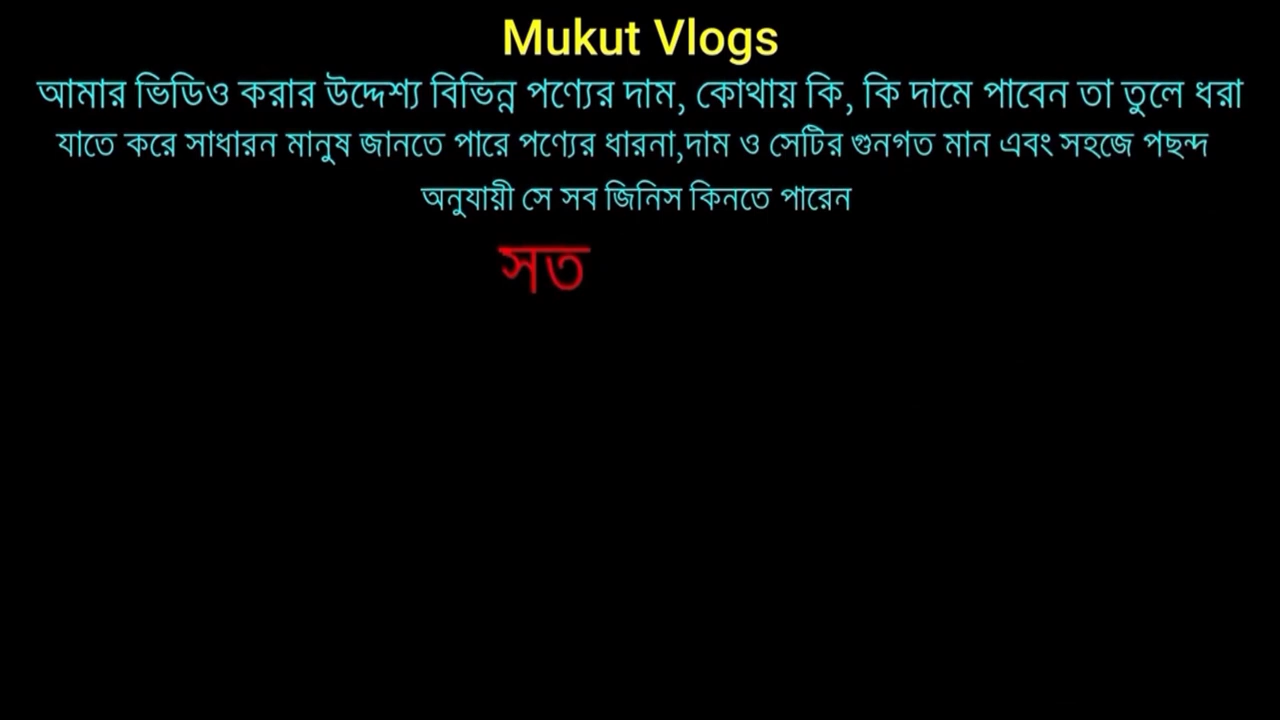 Mukut Vlogs
আমার ভিডিও করার উদ্দেশ্য বিভিন্ন পণ্যের দাম, কোথায় কি, কি দামে পাবেন তা তুলে ধরা
যাতে করে সাধারন মানুষ জানতে পারে পণ্যের ধারনা,দাম ও সেটির গুনগত মান এবং সহজে পছন্দ
অনুযায়ী সে সব জিনিস কিনতে পারেন
সত